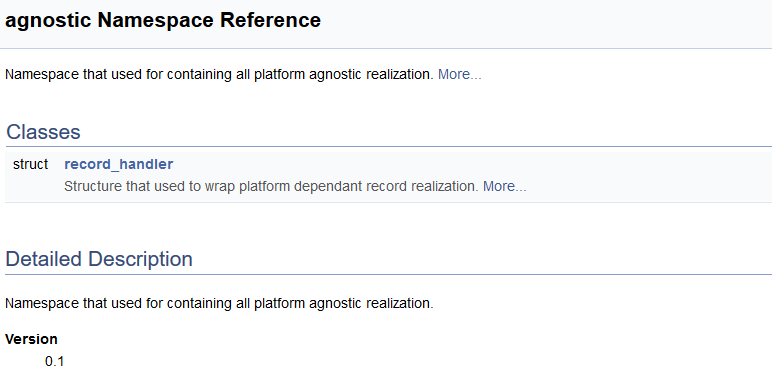 agnostic Namespace Reference
Namespace that used for containing all platform agnostic realization. More...
Classes
struct record_handler
Structure that used to wrap platform dependant record realization. More...
Detailed Description
Namespace that used for containing all platform agnostic realization.
Version
0.1